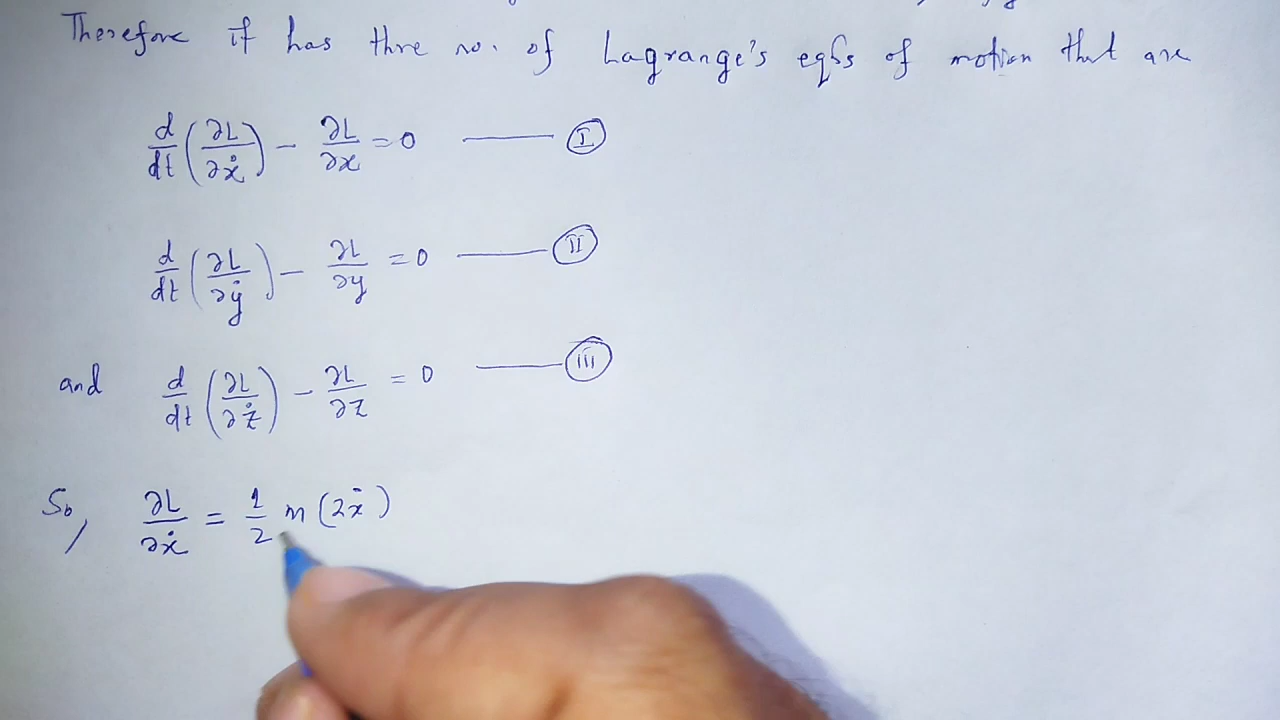 Therefore it has thre no. of Lagrange's eqns of motion that are
d/dt (∂L/∂ẋ) - ∂L/∂x = 0 —— I
d/dt (∂L/∂ẏ) - ∂L/∂y = 0 —— II
and d/dt (∂L/∂ż) - ∂L/∂z = 0 —— III
So, ∂L/∂ẋ = 1/2 m (2ẋ)